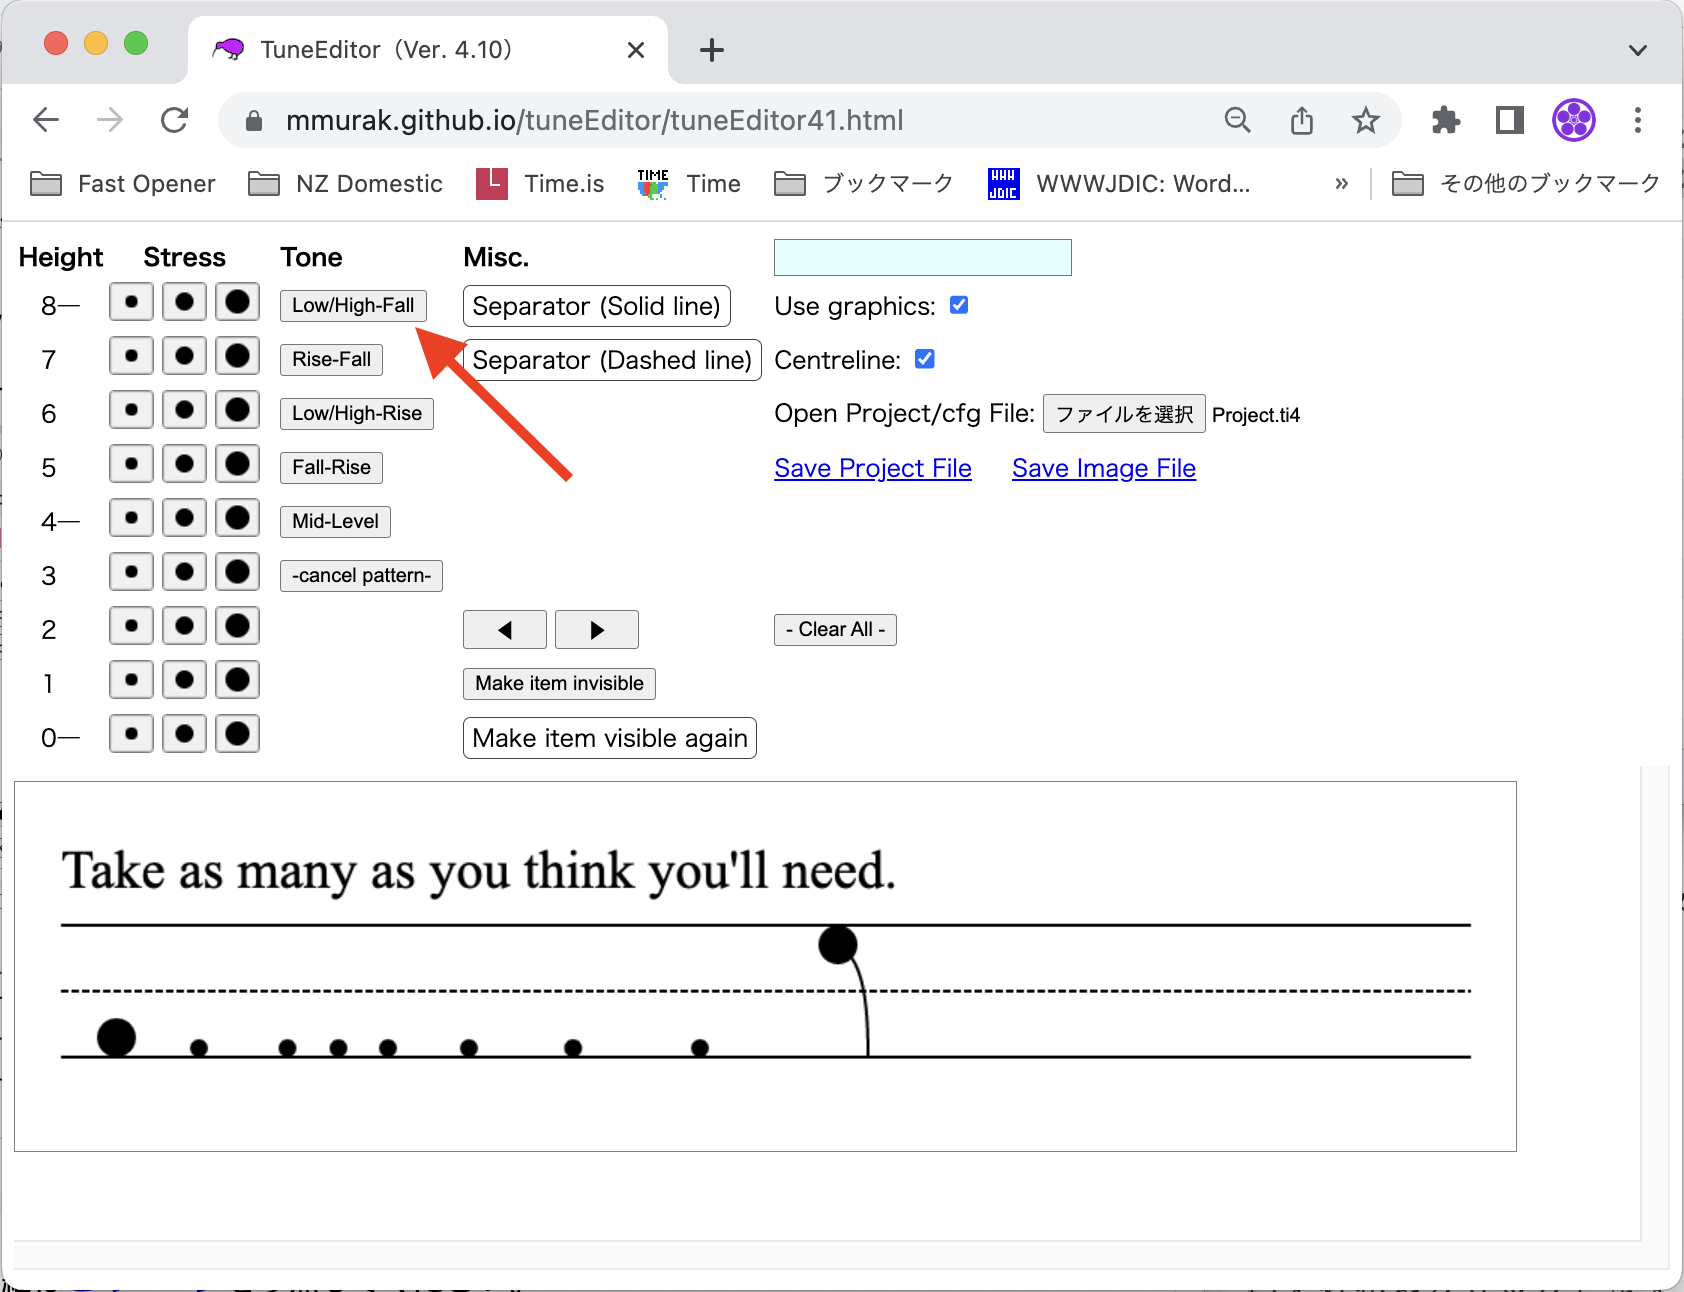 TuneEditor（Ver. 4.10）
mmurak.github.io/tuneEditor/tuneEditor41.html
Fast Opener NZ Domestic Time.is TIME Time ブックマーク WWW JDIC WWWJDIC: Word... » その他のブックマーク
Height Stress Tone Misc.
8— Low/High-Fall Separator (Solid line) Use graphics:
7 Rise-Fall Separator (Dashed line) Centreline:
6 Low/High-Rise Open Project/cfg File: ファイルを選択 Project.ti4
5 Fall-Rise Save Project File Save Image File
4— Mid-Level
3 -cancel pattern-
2 - Clear All -
1 Make item invisible
0— Make item visible again
Take as many as you think you'll need.